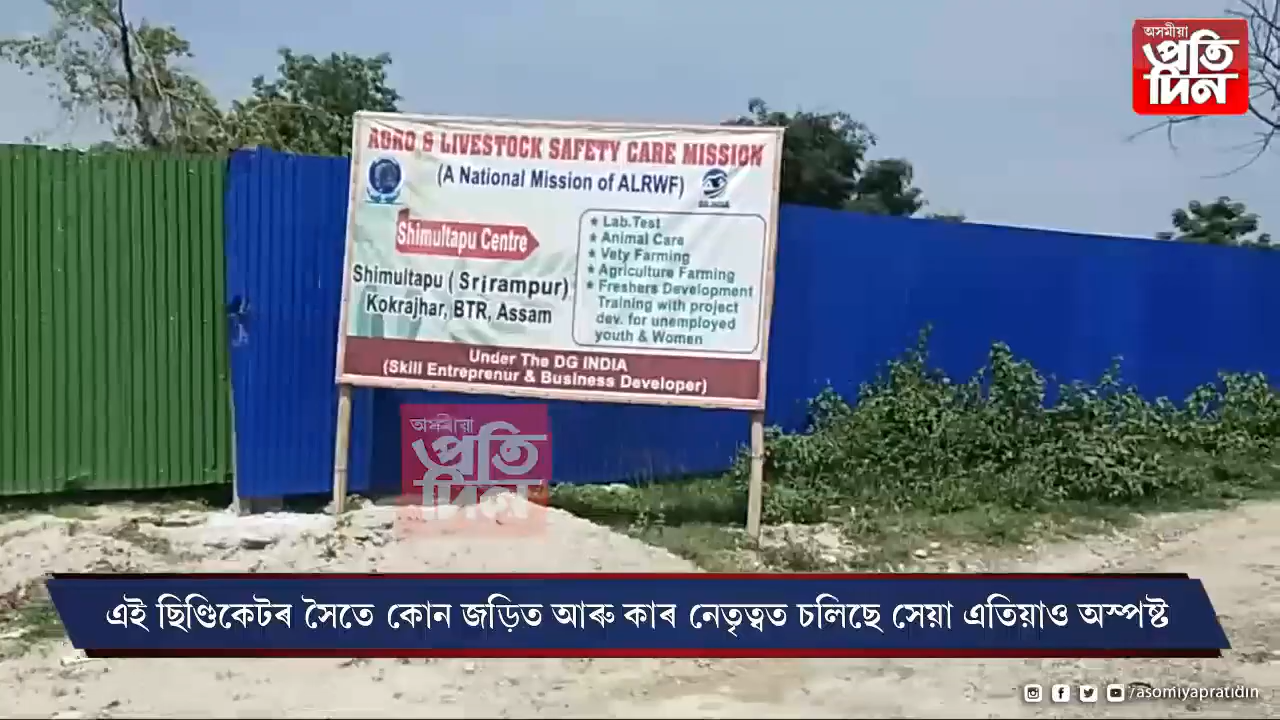 অসমীয়া
প্ৰতি
দিন
AGRO & LIVESTOCK SAFETY CARE MISSION
(A National Mission of ALRWF)
DG INDIA
Shimultapu Centre
Shimultapu (Srirampur)
Kokrajhar, BTR, Assam
★ Lab.Test
★ Animal Care
★ Vety Farming
★ Agriculture Farming
★ Freshers Development
Training with project
dev. for unemployed
youth & Women
Under The DG INDIA
(Skill Entreprenur & Business Developer)
অসমীয়া
প্ৰতি
দিন
এই ছিণ্ডিকেটৰ সৈতে কোন জড়িত আৰু কাৰ নেতৃত্বত চলিছে সেয়া এতিয়াও অস্পষ্ট
/asomiyapratidin